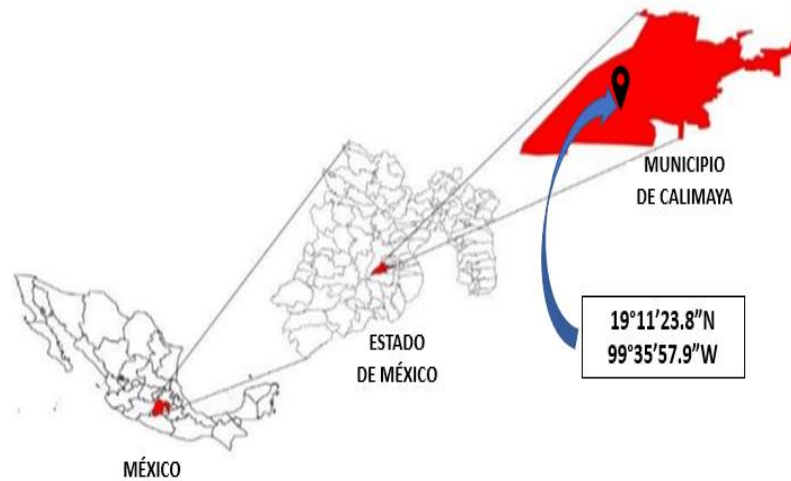 MUNICIPIO
DE CALIMAYA
19°11’23.8”N
99°35’57.9”W
ESTADO
DE MÉXICO
MÉXICO